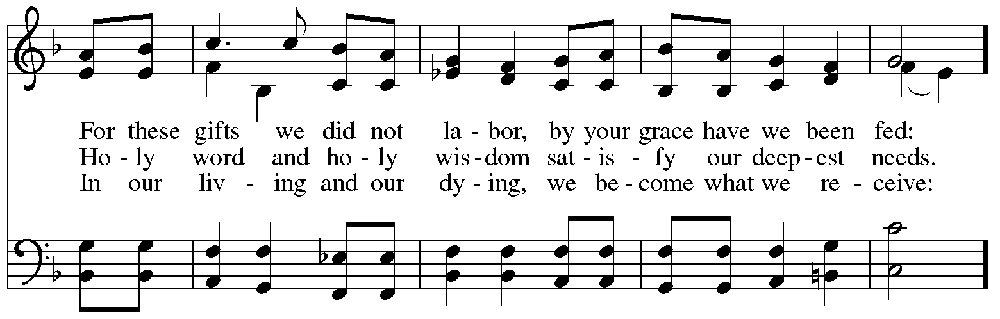 For these gifts we did not la - bor, by your grace have we been fed:
Ho - ly word and ho - ly wis - dom sat - is - fy our deep - est needs.
In our liv - ing and our dy - ing, we be - come what we re - ceive: